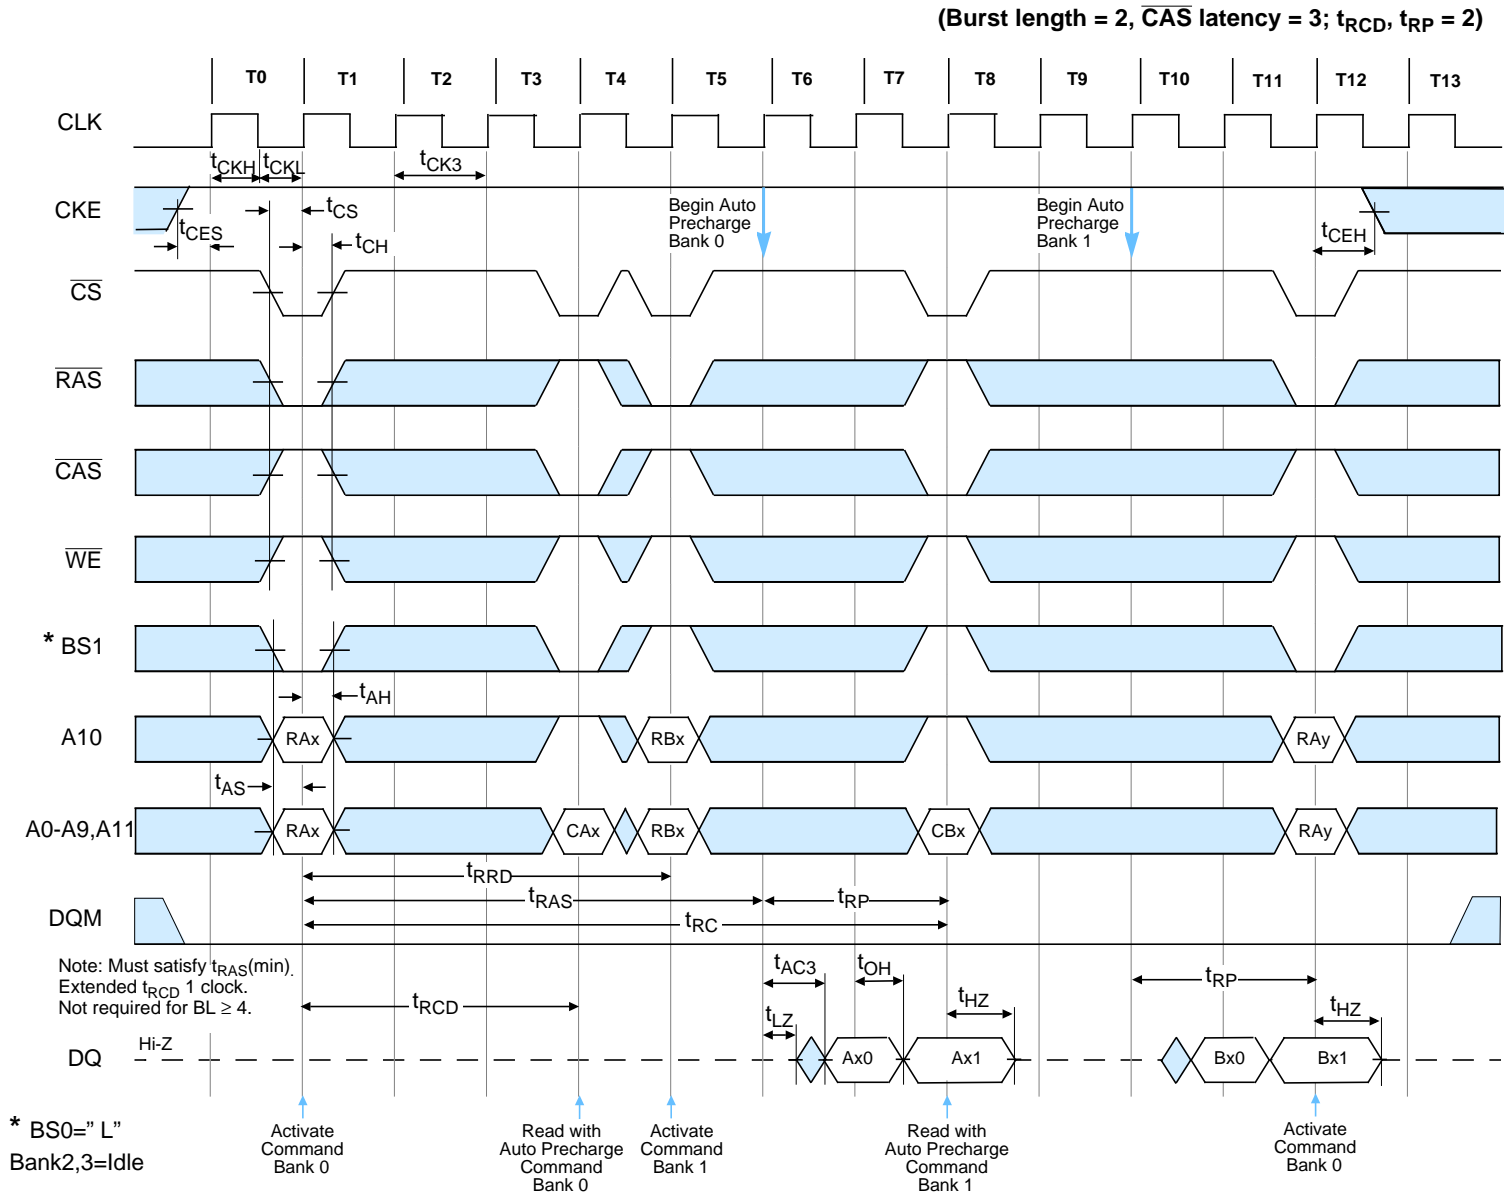 (Burst length = 2, CAS latency = 3; tRCD, tRP = 2)
T0 T1 T2 T3 T4 T5 T6 T7 T8 T9 T10 T11 T12 T13
CLK
tCKH tCKL tCK3
CKE
tCES
tCS
tCH
Begin Auto
Precharge
Bank 0
Begin Auto
Precharge
Bank 1
tCEH
CS
RAS
CAS
WE
* BS1
tAH
A10
RAx RBx RAy
tAS
A0-A9,A11
RAx CAx RBx CBx RAy
tRRD
tRAS tRP
DQM
tRC
Note: Must satisfy tRAS(min).
Extended tRCD 1 clock.
Not required for BL ≥ 4.
tRCD
tAC3 tOH
tLZ
tHZ
tRP
tHZ
DQ
Hi-Z
Ax0 Ax1 Bx0 Bx1
* BS0=” L”
Bank2,3=Idle
Activate
Command
Bank 0
Read with
Auto Precharge
Command
Bank 0
Activate
Command
Bank 1
Read with
Auto Precharge
Command
Bank 1
Activate
Command
Bank 0